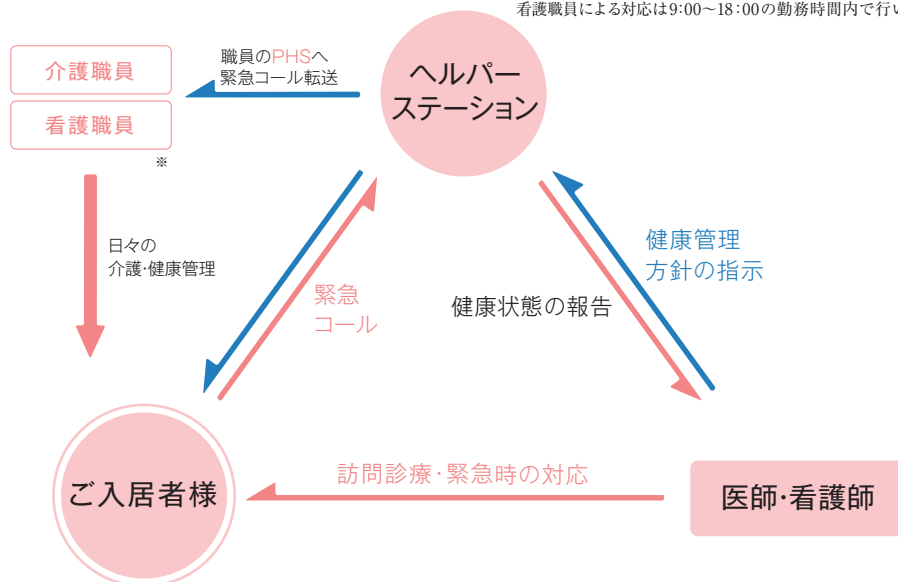 看護職員による対応は9:00〜18:00の勤務時間内で行い
職員のPHSへ
緊急コール転送
ヘルパー
ステーション
介護職員
看護職員
※
日々の
介護・健康管理
緊急
コール
健康状態の報告
健康管理
方針の指示
訪問診療・緊急時の対応
ご入居者様
医師・看護師